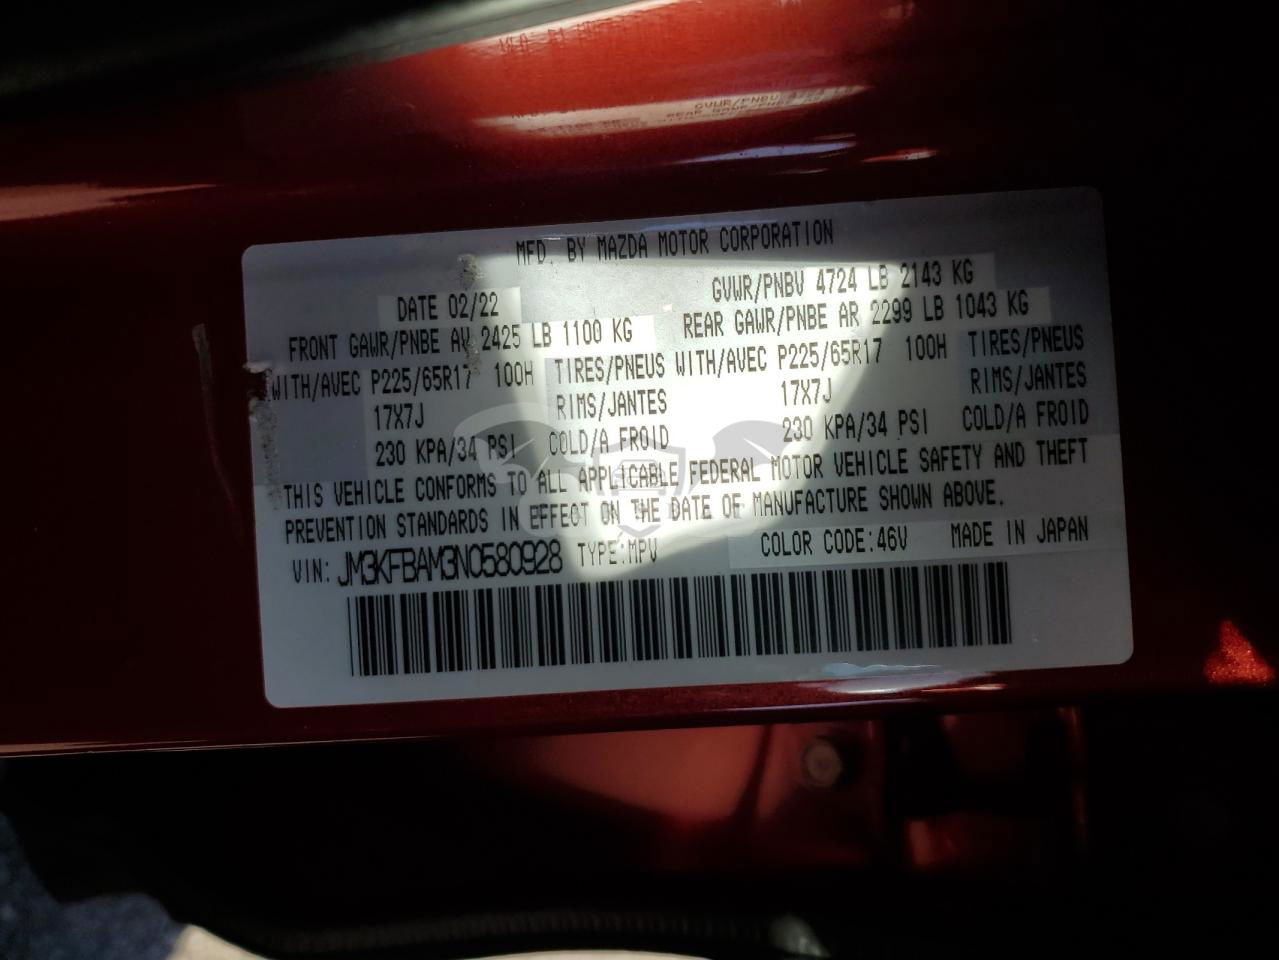 MFD. BY MAZDA MOTOR CORPORATION
DATE 02/22 GVWR/PNBV 4724 LB 2143 KG
FRONT GAWR/PNBE AV 2425 LB 1100 KG REAR GAWR/PNBE AR 2299 LB 1043 KG
WITH/AVEC P225/65R17 100H TIRES/PNEUS WITH/AVEC P225/65R17 100H TIRES/PNEUS
17X7J RIMS/JANTES 17X7J RIMS/JANTES
230 KPA/34 PSI COLD/A FROID 230 KPA/34 PSI COLD/A FROID
THIS VEHICLE CONFORMS TO ALL APPLICABLE FEDERAL MOTOR VEHICLE SAFETY AND THEFT
PREVENTION STANDARDS IN EFFECT ON THE DATE OF MANUFACTURE SHOWN ABOVE.
VIN: JM3KFBAM3N0580928 TYPE:MPV COLOR CODE:46V MADE IN JAPAN